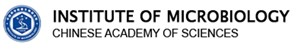 INSTITUTE OF MICROBIOLOGY
CHINESE ACADEMY OF SCIENCES